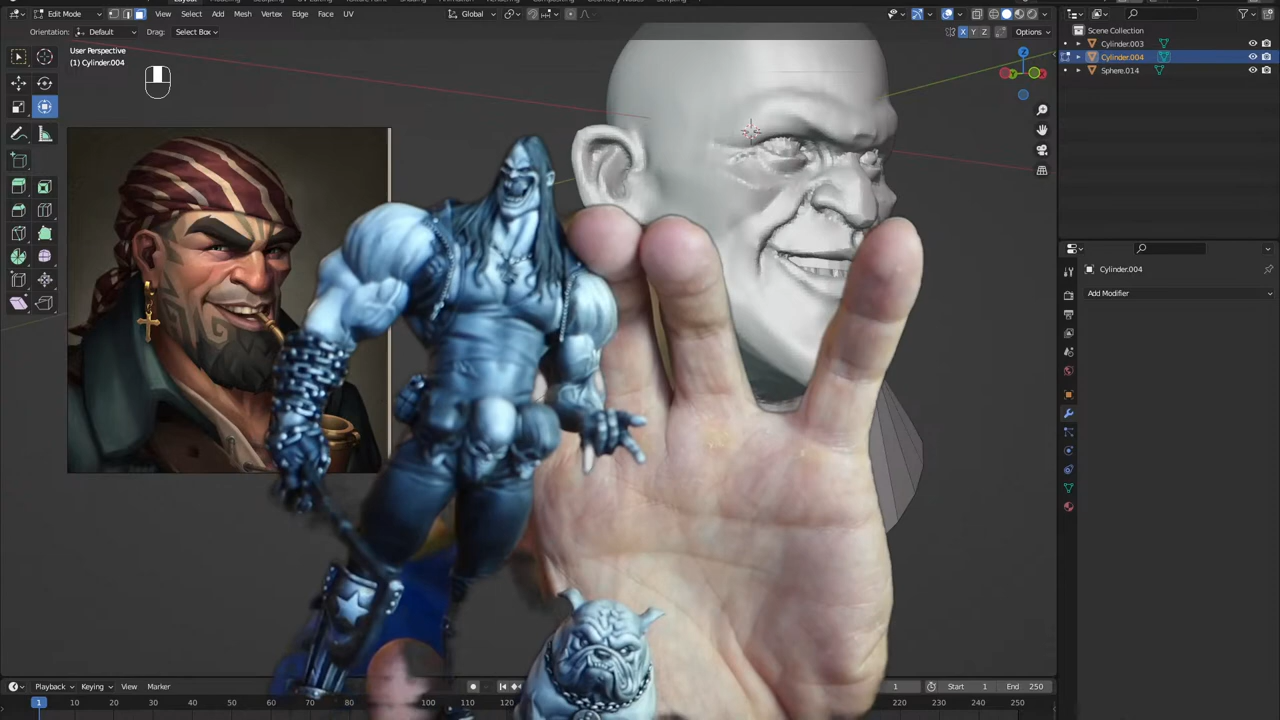 Edit Mode View Select Add Mesh Vertex Edge Face UV Global
Orientation: Default Drag: Select Box X Y Z Options
User Perspective
(1) Cylinder.004
Scene Collection
Cylinder.003
Cylinder.004
Sphere.014
Cylinder.004
Add Modifier
Z
Y
X
Playback Keying View Marker 1 Start 1 End 250
1 10 20 30 40 50 60 70 80 90 100 110 120 220 230 240 250